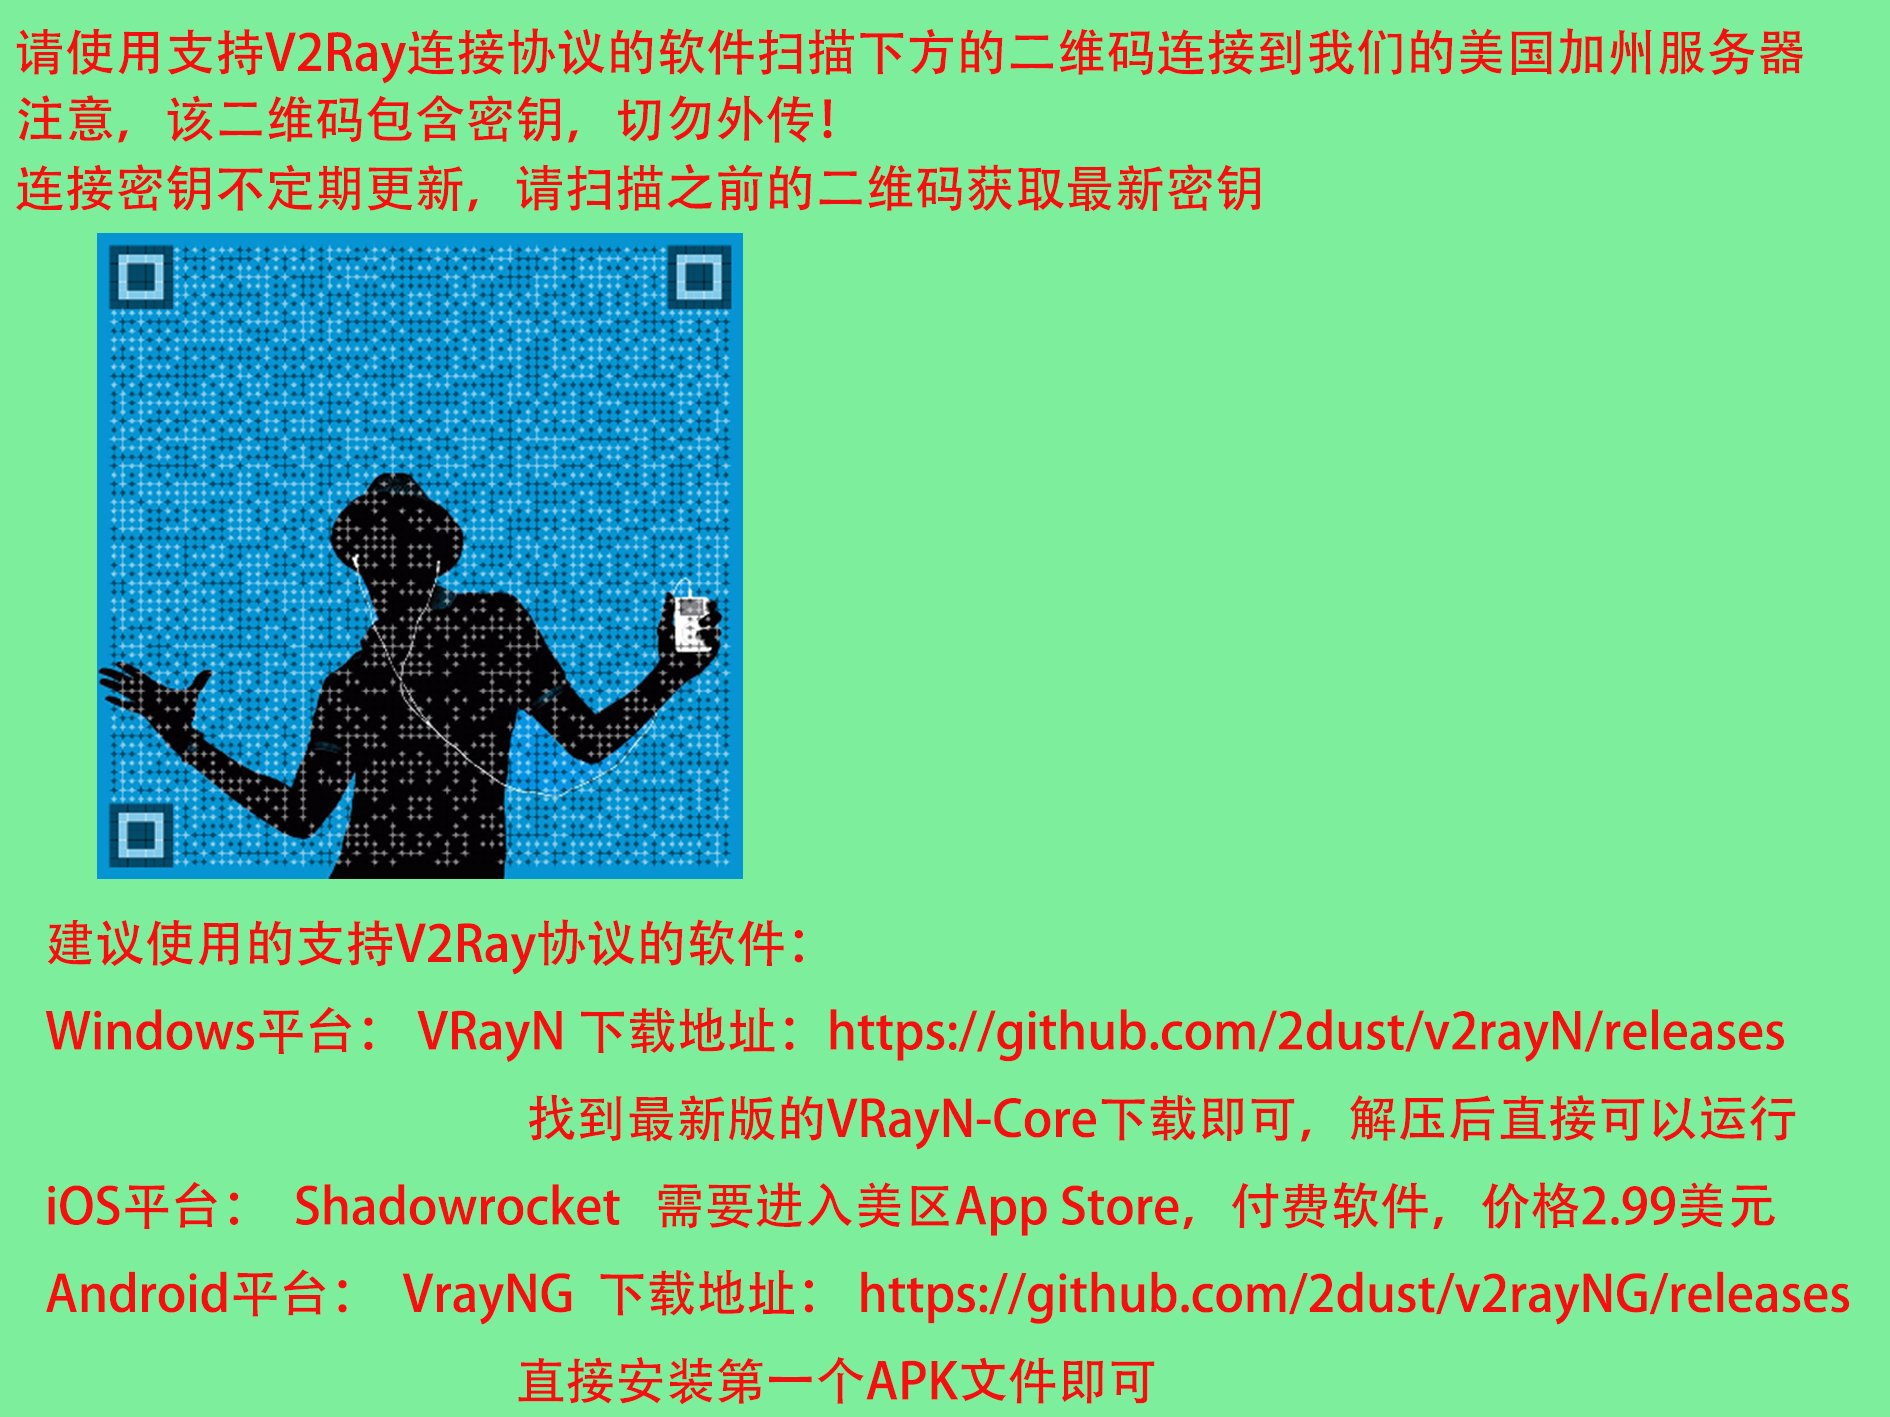 请使用支持V2Ray连接协议的软件扫描下方的二维码连接到我们的美国加州服务器
注意，该二维码包含密钥，切勿外传！
连接密钥不定期更新，请扫描之前的二维码获取最新密钥
建议使用的支持V2Ray协议的软件：
Windows平台： VRayN 下载地址：https://github.com/2dust/v2rayN/releases
找到最新版的VRayN-Core下载即可，解压后直接可以运行
iOS平台： Shadowrocket 需要进入美区App Store，付费软件，价格2.99美元
Android平台： VrayNG 下载地址： https://github.com/2dust/v2rayNG/releases
直接安装第一个APK文件即可